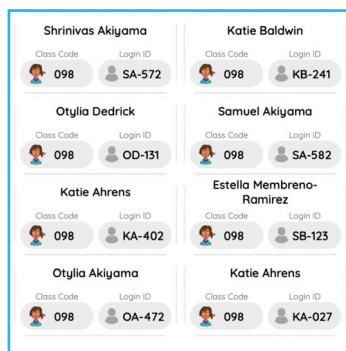 Shrinivas Akiyama
Class Code Login ID
098 SA-572
Katie Baldwin
Class Code Login ID
098 KB-241
Otylia Dedrick
Class Code Login ID
098 OD-131
Samuel Akiyama
Class Code Login ID
098 SA-582
Katie Ahrens
Class Code Login ID
098 KA-402
Estella Membreno-
Ramirez
Class Code Login ID
098 SB-123
Otylia Akiyama
Class Code Login ID
098 OA-472
Katie Ahrens
Class Code Login ID
098 KA-027